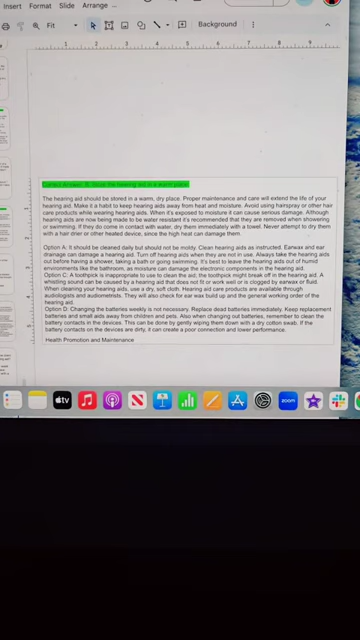 Insert Format Slide Arrange
Fit Background
1 2 3 4 5 6 7 8 9
Correct Answer: B. Store the hearing aid in a warm place.
The hearing aid should be stored in a warm, dry place. Proper maintenance and care will extend the life of your
hearing aid. Make it a habit to keep hearing aids away from heat and moisture. Avoid using hairspray or other hair
care products while wearing hearing aids. When it's exposed to moisture it can cause serious damage. Although
hearing aids are now being made to be water resistant it's recommended that they are removed when showering
or swimming. If they do come in contact with water, dry them immediately with a towel. Never attempt to dry them
with a hair drier or other heated device, since the high heat can damage them.
Option A: It should be cleaned daily but should not be moldy. Clean hearing aids as instructed. Earwax and ear
drainage can damage a hearing aid. Turn off hearing aids when they are not in use. Always take the hearing aids
out before having a shower, taking a bath or going swimming. It's best to leave the hearing aids out of humid
environments like the bathroom, as moisture can damage the electronic components in the hearing aid.
Option C: A toothpick is inappropriate to use to clean the aid; the toothpick might break off in the hearing aid. A
whistling sound can be caused by a hearing aid that does not fit or work well or is clogged by earwax or fluid.
When cleaning your hearing aids, use a dry, soft cloth. Hearing aid care products are available through
audiologists and audiometrists. They will also check for ear wax build up and the general working order of the
hearing aid.
Option D: Changing the batteries weekly is not necessary. Replace dead batteries immediately. Keep replacement
batteries and small aids away from children and pets. Also when changing out batteries, remember to clean the
battery contacts in the devices. This can be done by gently wiping them down with a dry cotton swab. If the
battery contacts on the devices are dirty, it can create a poor connection and lower performance.
Health Promotion and Maintenance
tv
zoom